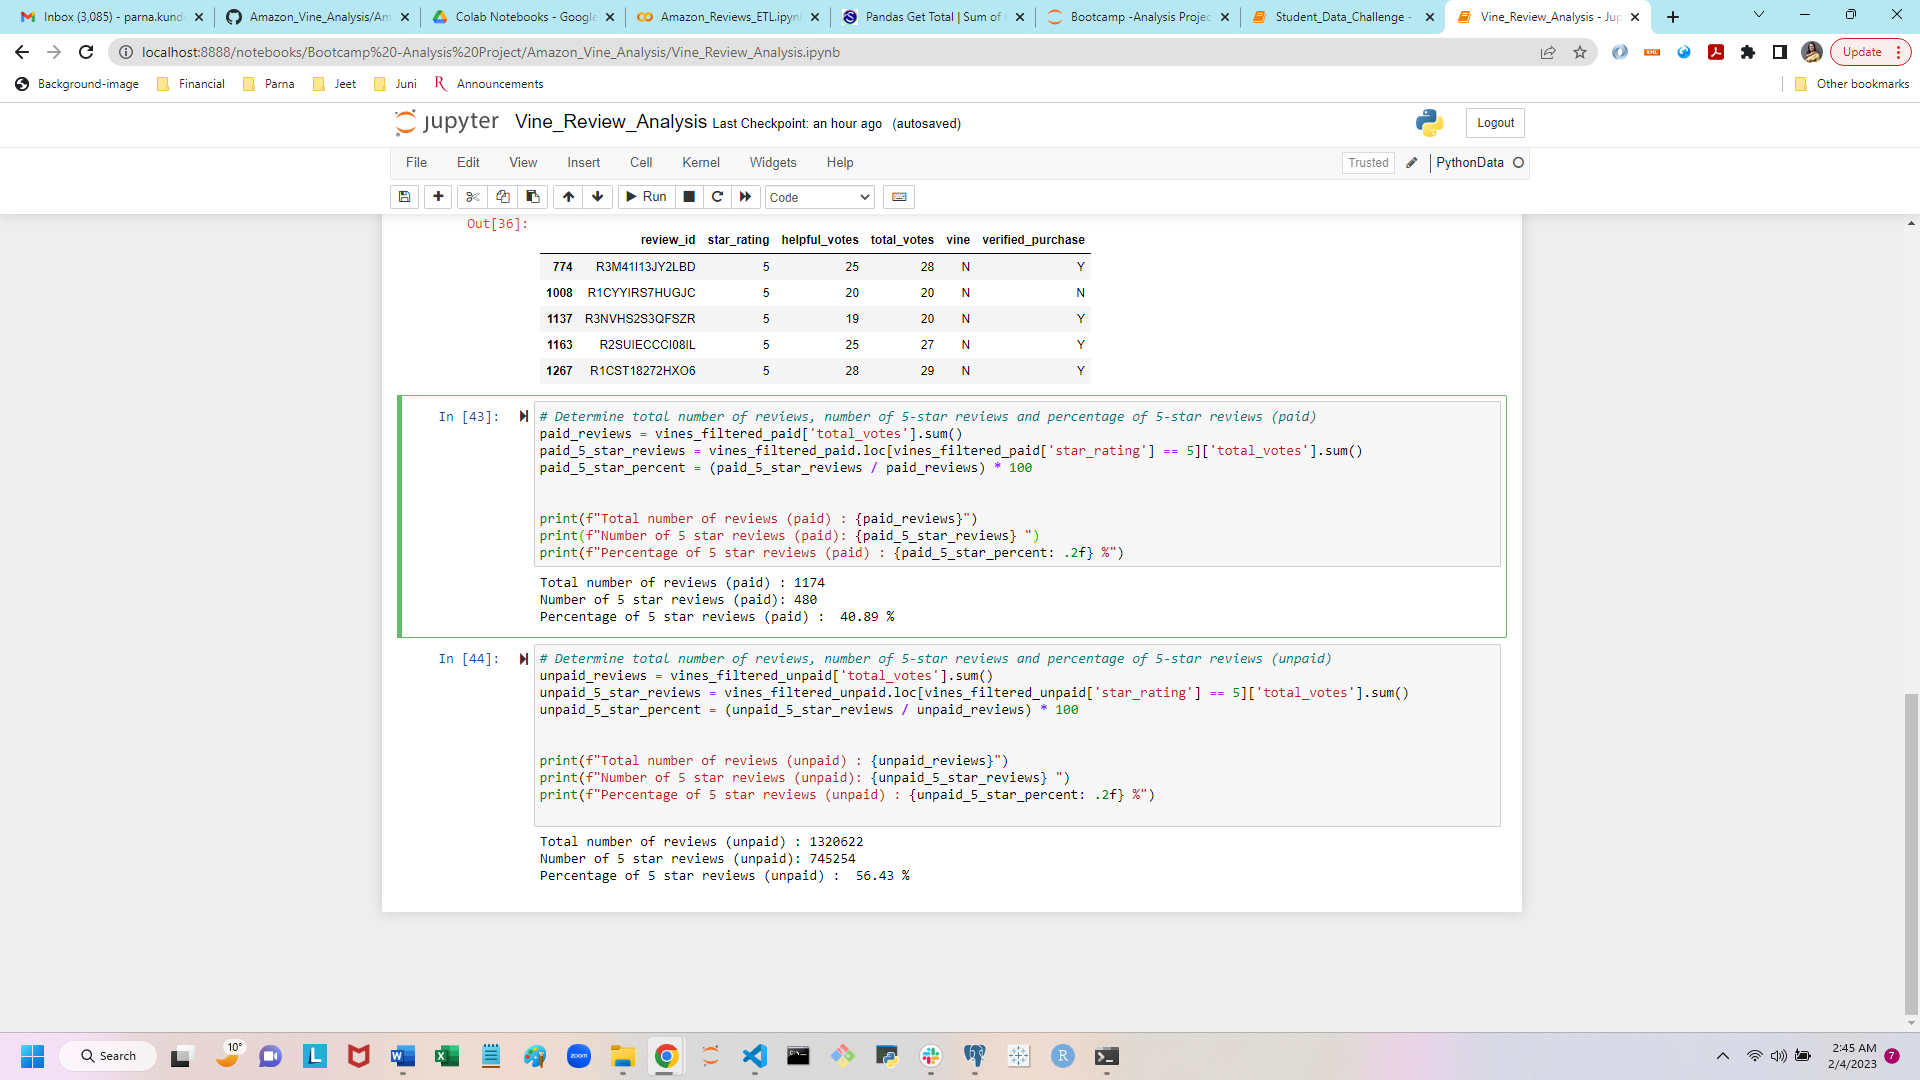 Inbox (3,085) - parna.kund
Amazon_Vine_Analysis/Am
Colab Notebooks - Google
Amazon_Reviews_ETL.ipyn
Pandas Get Total | Sum of
Bootcamp -Analysis Projec
Student_Data_Challenge -
Vine_Review_Analysis - Jup
localhost:8888/notebooks/Bootcamp%20-Analysis%20Project/Amazon_Vine_Analysis/Vine_Review_Analysis.ipynb
Update
Background-image
Financial
Parna
Jeet
Juni
Announcements
Other bookmarks
jupyter Vine_Review_Analysis Last Checkpoint: an hour ago (autosaved)
Logout
File Edit View Insert Cell Kernel Widgets Help
Trusted
PythonData
Run
Code
Out[36]:
review_id star_rating helpful_votes total_votes vine verified_purchase
774 R3M41I13JY2LBD 5 25 28 N Y
1008 R1CYYIRS7HUGJC 5 20 20 N N
1137 R3NVHS2S3QFSZR 5 19 20 N Y
1163 R2SUIECCCI08IL 5 25 27 N Y
1267 R1CST18272HXO6 5 28 29 N Y
In [43]:
# Determine total number of reviews, number of 5-star reviews and percentage of 5-star reviews (paid)
paid_reviews = vines_filtered_paid['total_votes'].sum()
paid_5_star_reviews = vines_filtered_paid.loc[vines_filtered_paid['star_rating'] == 5]['total_votes'].sum()
paid_5_star_percent = (paid_5_star_reviews / paid_reviews) * 100
print(f"Total number of reviews (paid) : {paid_reviews}")
print(f"Number of 5 star reviews (paid): {paid_5_star_reviews} ")
print(f"Percentage of 5 star reviews (paid) : {paid_5_star_percent: .2f} %")
Total number of reviews (paid) : 1174
Number of 5 star reviews (paid): 480
Percentage of 5 star reviews (paid) :  40.89 %
In [44]:
# Determine total number of reviews, number of 5-star reviews and percentage of 5-star reviews (unpaid)
unpaid_reviews = vines_filtered_unpaid['total_votes'].sum()
unpaid_5_star_reviews = vines_filtered_unpaid.loc[vines_filtered_unpaid['star_rating'] == 5]['total_votes'].sum()
unpaid_5_star_percent = (unpaid_5_star_reviews / unpaid_reviews) * 100
print(f"Total number of reviews (unpaid) : {unpaid_reviews}")
print(f"Number of 5 star reviews (unpaid): {unpaid_5_star_reviews} ")
print(f"Percentage of 5 star reviews (unpaid) : {unpaid_5_star_percent: .2f} %")
Total number of reviews (unpaid) : 1320622
Number of 5 star reviews (unpaid): 745254
Percentage of 5 star reviews (unpaid) :  56.43 %
Search
10°
zoom
2:45 AM
2/4/2023
7